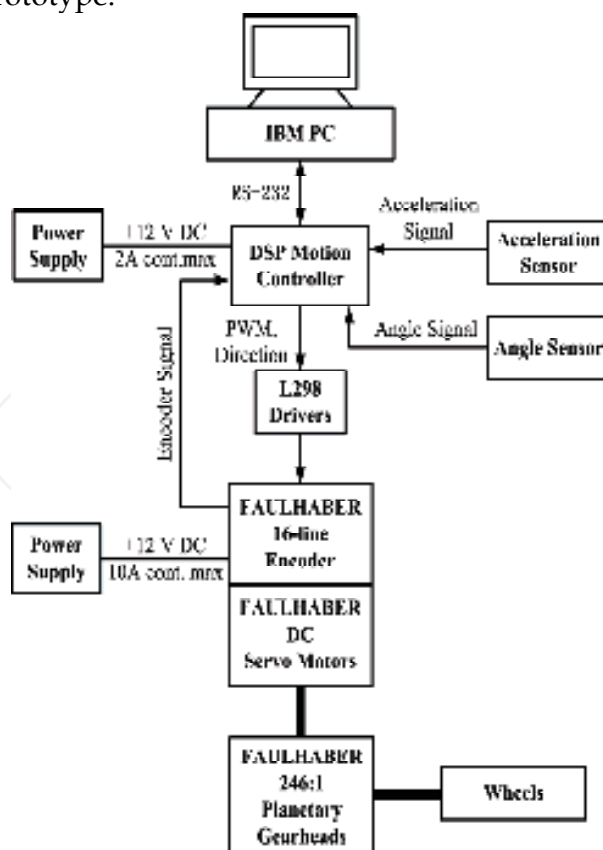 rototype.
IBM PC
RS-232
Power
Supply
+12 V DC
2A cont.max
DSP Motion
Controller
Acceleration
Signal
Acceleration
Sensor
Encoder Signal
PWM,
Direction
Angle Signal
Angle Sensor
L298
Drivers
Power
Supply
+12 V DC
10A cont. max
FAULHABER
16-line
Encoder
FAULHABER
DC
Servo Motors
FAULHABER
246:1
Planetary
Gearheads
Wheels